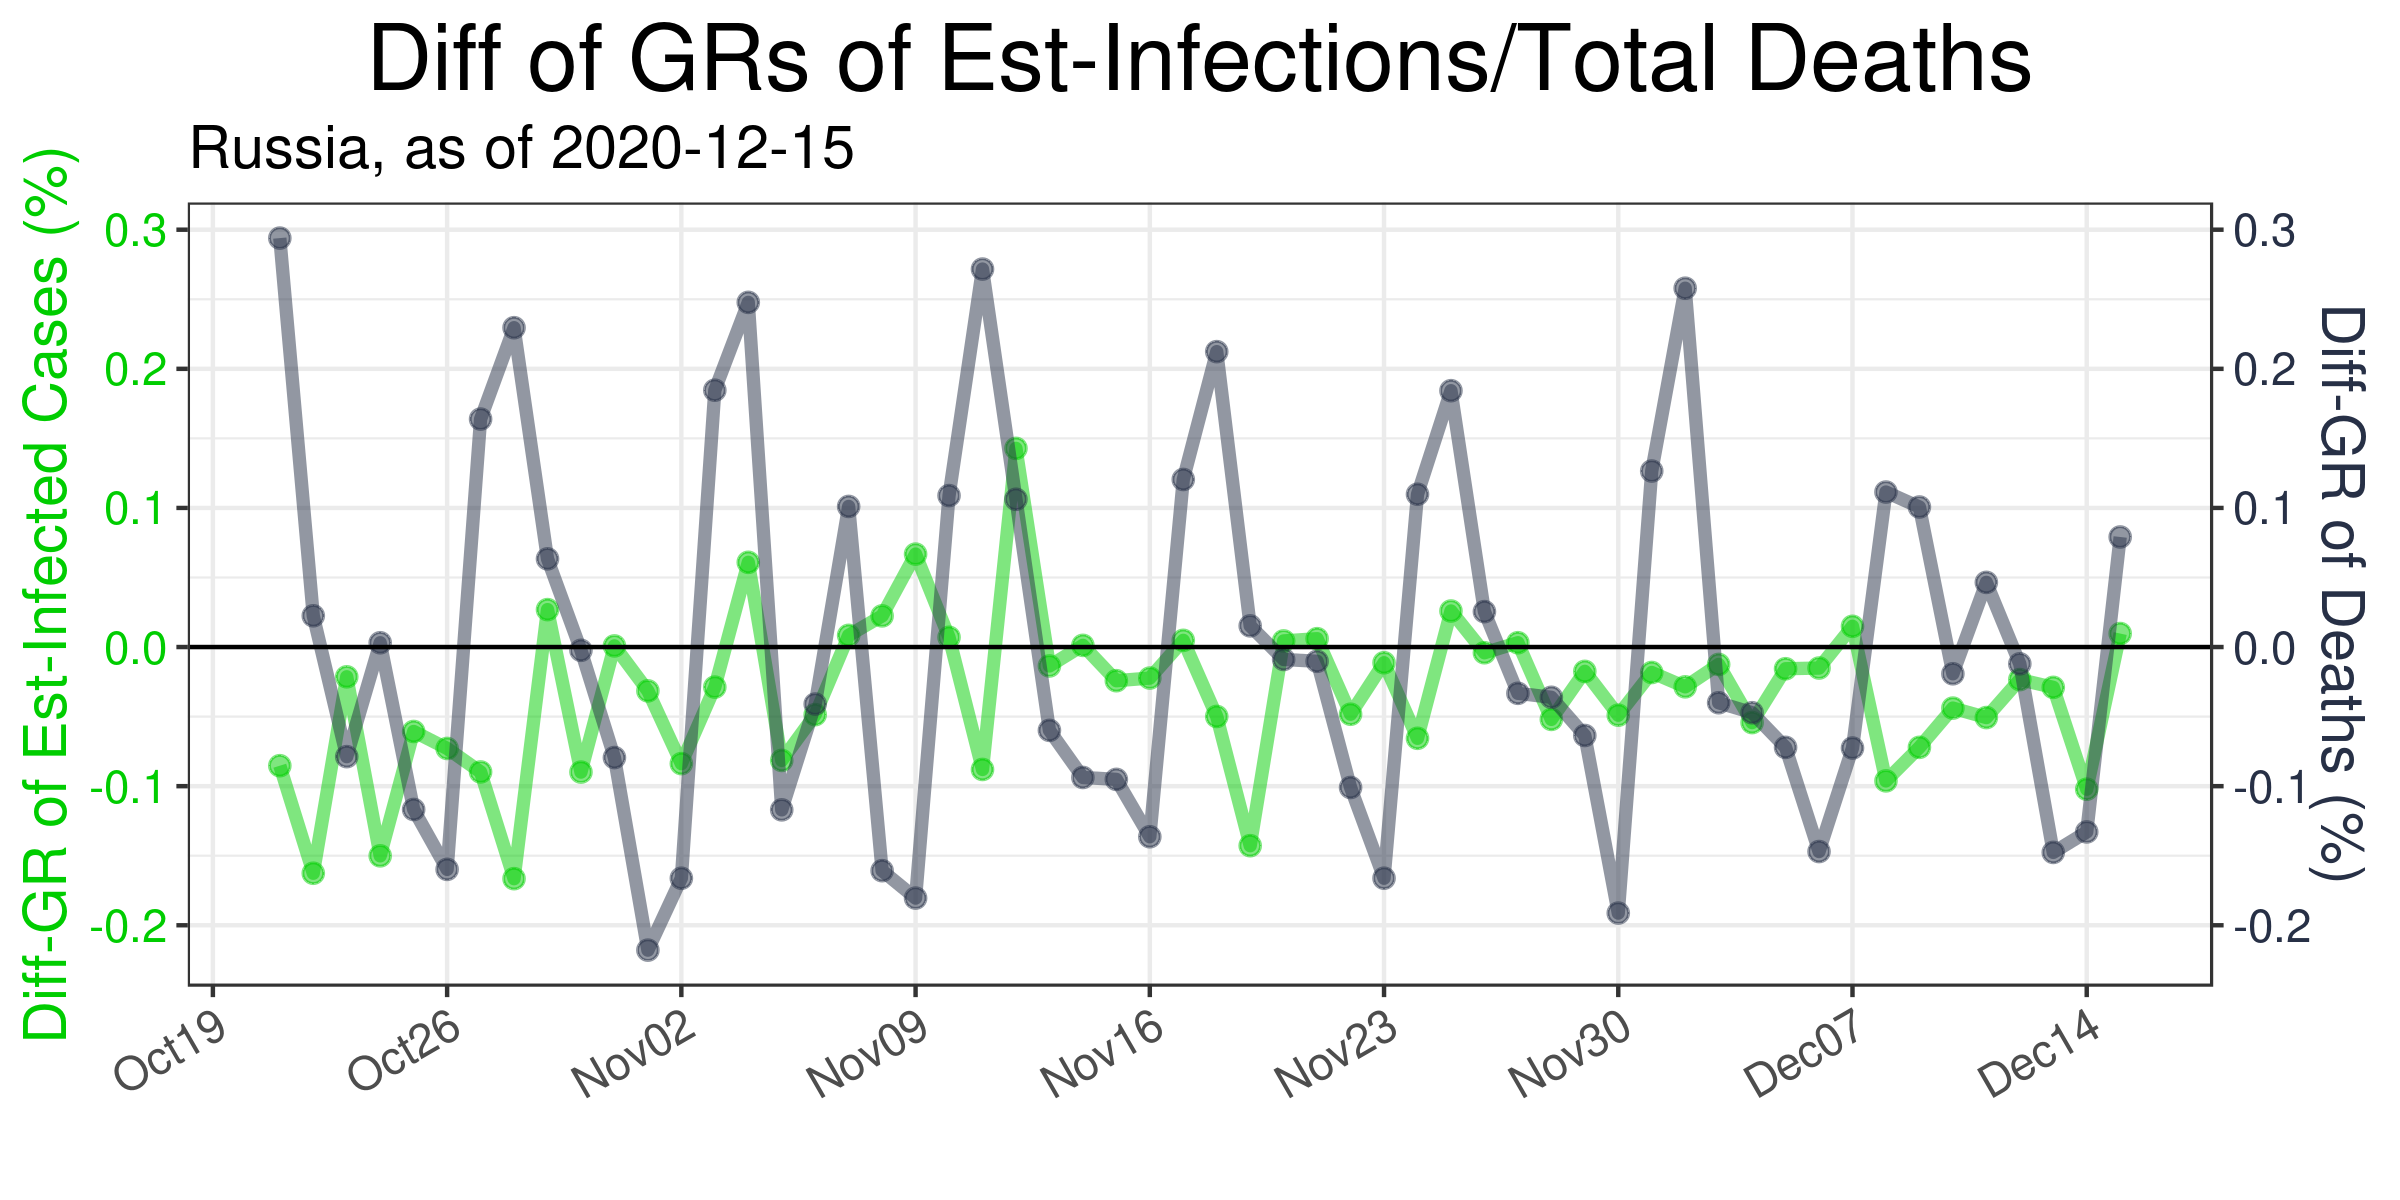 Diff of GRs of Est-Infections/Total Deaths
Russia, as of 2020-12-15
Diff-GR of Est-Infected Cases (%)
0.3
0.2
0.1
0.0
-0.1
-0.2
0.3
0.2
0.1
0.0
-0.1
-0.2
Diff-GR of Deaths (%)
Oct19
Oct26
Nov02
Nov09
Nov16
Nov23
Nov30
Dec07
Dec14